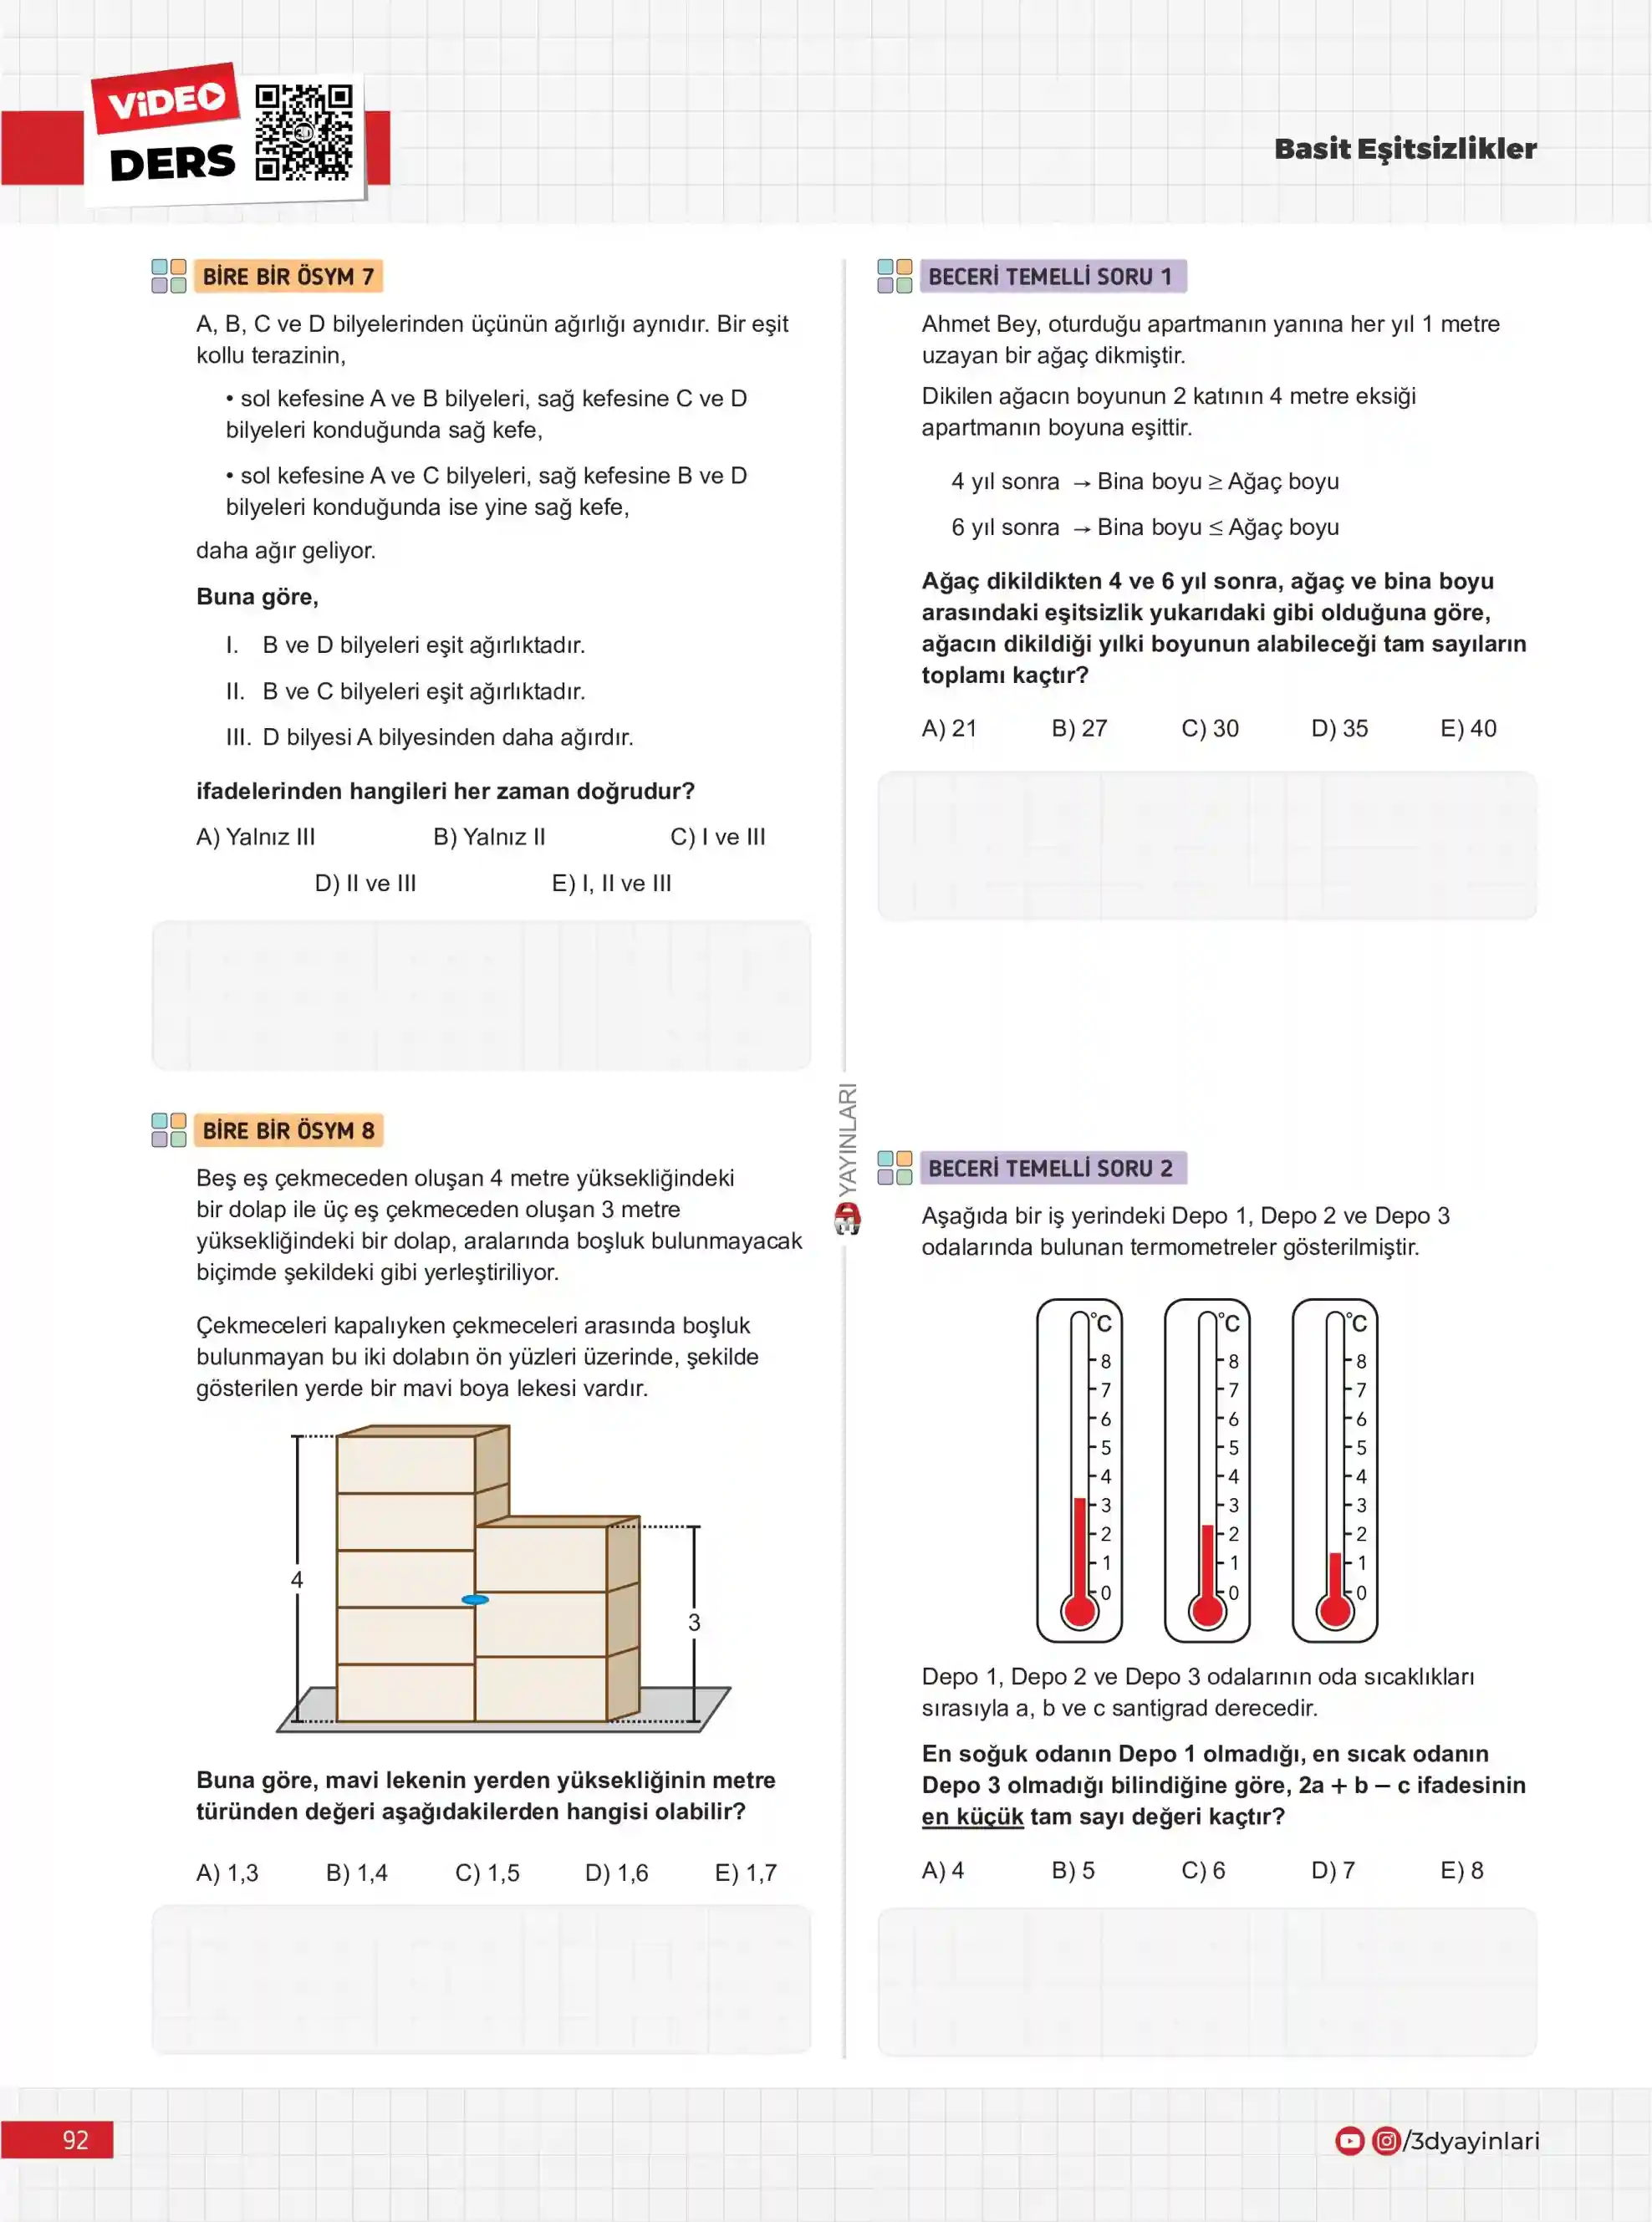 VİDEO
DERS
Basit Eşitsizlikler
BİRE BİR ÖSYM 7
A, B, C ve D bilyelerinden üçünün ağırlığı aynıdır. Bir eşit
kollu terazinin,
• sol kefesine A ve B bilyeleri, sağ kefesine C ve D
bilyeleri konduğunda sağ kefe,
• sol kefesine A ve C bilyeleri, sağ kefesine B ve D
bilyeleri konduğunda ise yine sağ kefe,
daha ağır geliyor.
Buna göre,
I. B ve D bilyeleri eşit ağırlıktadır.
II. B ve C bilyeleri eşit ağırlıktadır.
III. D bilyesi A bilyesinden daha ağırdır.
ifadelerinden hangileri her zaman doğrudur?
A) Yalnız III B) Yalnız II C) I ve III
D) II ve III E) I, II ve III
BİRE BİR ÖSYM 8
Beş eş çekmeceden oluşan 4 metre yüksekliğindeki
bir dolap ile üç eş çekmeceden oluşan 3 metre
yüksekliğindeki bir dolap, aralarında boşluk bulunmayacak
biçimde şekildeki gibi yerleştiriliyor.
Çekmeceleri kapalıyken çekmeceleri arasında boşluk
bulunmayan bu iki dolabın ön yüzleri üzerinde, şekilde
gösterilen yerde bir mavi boya lekesi vardır.
4
3
Buna göre, mavi lekenin yerden yüksekliğinin metre
türünden değeri aşağıdakilerden hangisi olabilir?
A) 1,3 B) 1,4 C) 1,5 D) 1,6 E) 1,7
3D YAYINLARI
BECERİ TEMELLİ SORU 1
Ahmet Bey, oturduğu apartmanın yanına her yıl 1 metre
uzayan bir ağaç dikmiştir.
Dikilen ağacın boyunun 2 katının 4 metre eksiği
apartmanın boyuna eşittir.
4 yıl sonra → Bina boyu ≥ Ağaç boyu
6 yıl sonra → Bina boyu ≤ Ağaç boyu
Ağaç dikildikten 4 ve 6 yıl sonra, ağaç ve bina boyu
arasındaki eşitsizlik yukarıdaki gibi olduğuna göre,
ağacın dikildiği yılki boyunun alabileceği tam sayıların
toplamı kaçtır?
A) 21 B) 27 C) 30 D) 35 E) 40
BECERİ TEMELLİ SORU 2
Aşağıda bir iş yerindeki Depo 1, Depo 2 ve Depo 3
odalarında bulunan termometreler gösterilmiştir.
°C °C °C
8 8 8
7 7 7
6 6 6
5 5 5
4 4 4
3 3 3
2 2 2
1 1 1
0 0 0
Depo 1, Depo 2 ve Depo 3 odalarının oda sıcaklıkları
sırasıyla a, b ve c santigrad derecedir.
En soğuk odanın Depo 1 olmadığı, en sıcak odanın
Depo 3 olmadığı bilindiğine göre, 2a + b − c ifadesinin
en küçük tam sayı değeri kaçtır?
A) 4 B) 5 C) 6 D) 7 E) 8
92
/3dyayinlari